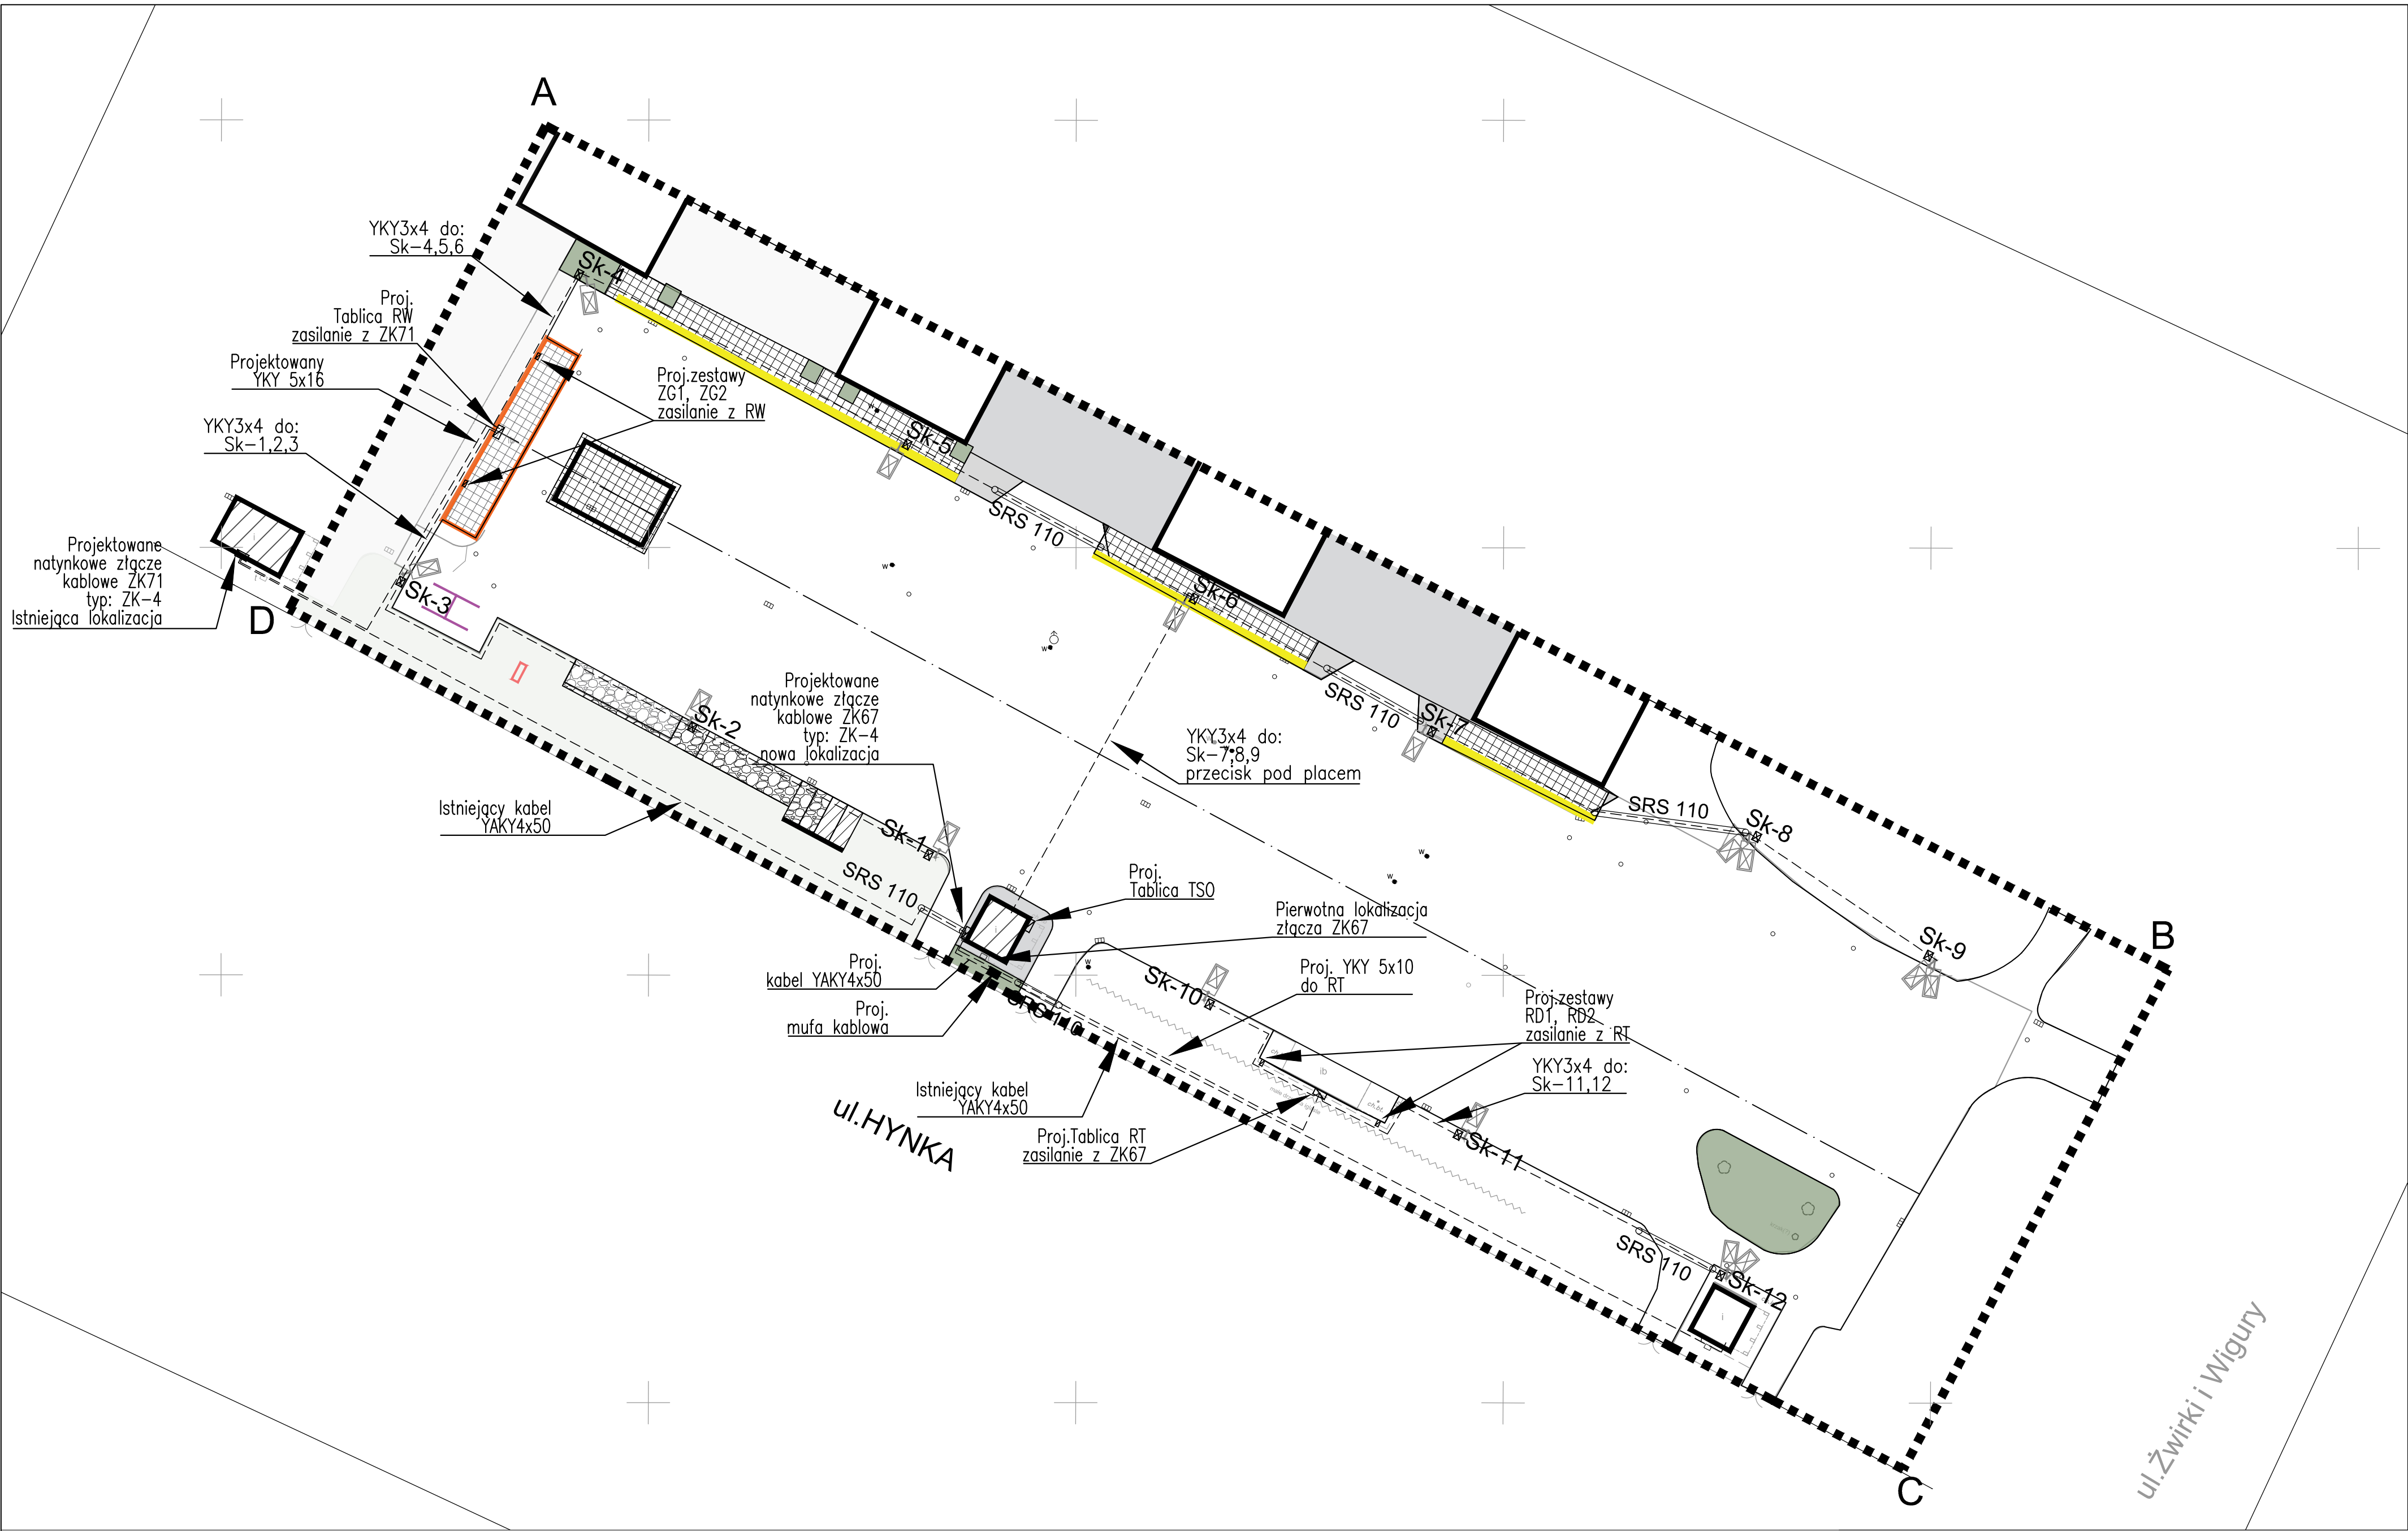 A
YKY3x4 do:
Sk-4,5,6
Proj.
Tablica RW
zasilanie z ZK71
Projektowany
YKY 5x16
YKY3x4 do:
Sk-1,2,3
Projektowane
natynkowe złącze
kablowe ZK71
typ: ZK-4
Istniejąca lokalizacja
D
Sk-4
Proj.zestawy
ZG1, ZG2
zasilanie z RW
Sk-5
SRS 110
Sk-3
Sk-6
SRS 110
Sk-7
w
w
w
w
w
w
w
Sk-2
Projektowane
natynkowe złącze
kablowe ZK67
typ: ZK-4
nowa lokalizacja
YKY3x4 do:
Sk-7,8,9
przecisk pod placem
SRS 110
Sk-8
Istniejący kabel
YAKY4x50
Sk-1
SRS 110
Proj.
Tablica TSO
Pierwotna lokalizacja
złącza ZK67
B
Sk-9
Proj.
kabel YAKY4x50
Proj.
mufa kablowa
SRS 110
Sk-10
Proj. YKY 5x10
do RT
Proj.zestawy
RD1, RD2
zasilanie z RT
YKY3x4 do:
Sk-11,12
ib
ch.bt.
Istniejący kabel
YAKY4x50
ul.HYNKA
Proj.Tablica RT
zasilanie z ZK67
Sk-11
SRS 110
Sk-12
i
ul.Żwirki i Wigury
C